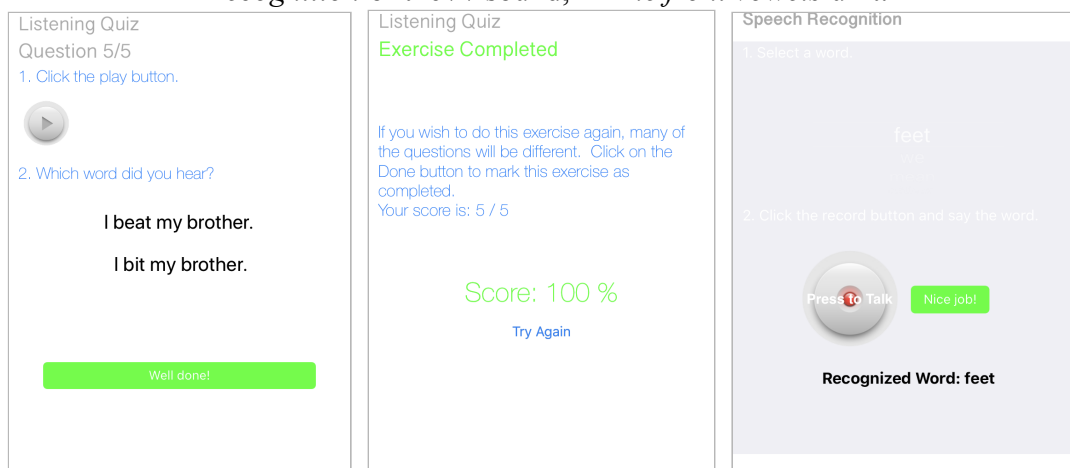 Listening Quiz
Question 5/5
1. Click the play button.
2. Which word did you hear?
I beat my brother.
I bit my brother.
Well done!
Listening Quiz
Exercise Completed
If you wish to do this exercise again, many of
the questions will be different. Click on the
Done button to mark this exercise as
completed.
Your score is: 5 / 5
Score: 100 %
Try Again
Speech Recognition
1. Select a word.
feet
2. Click the record button and say the word.
Press to Talk
Nice job!
Recognized Word: feet